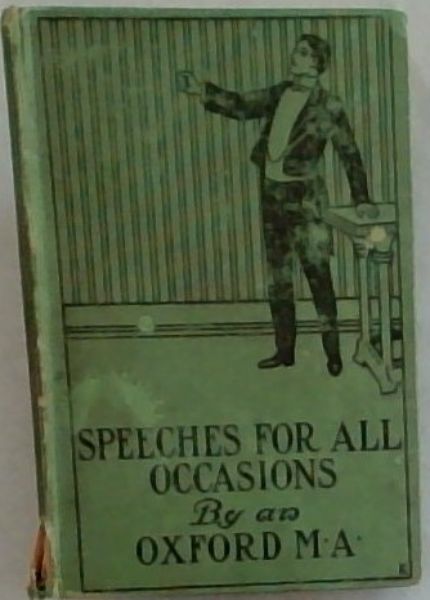 SPEECHES FOR ALL
OCCASIONS
By an
OXFORD M·A·